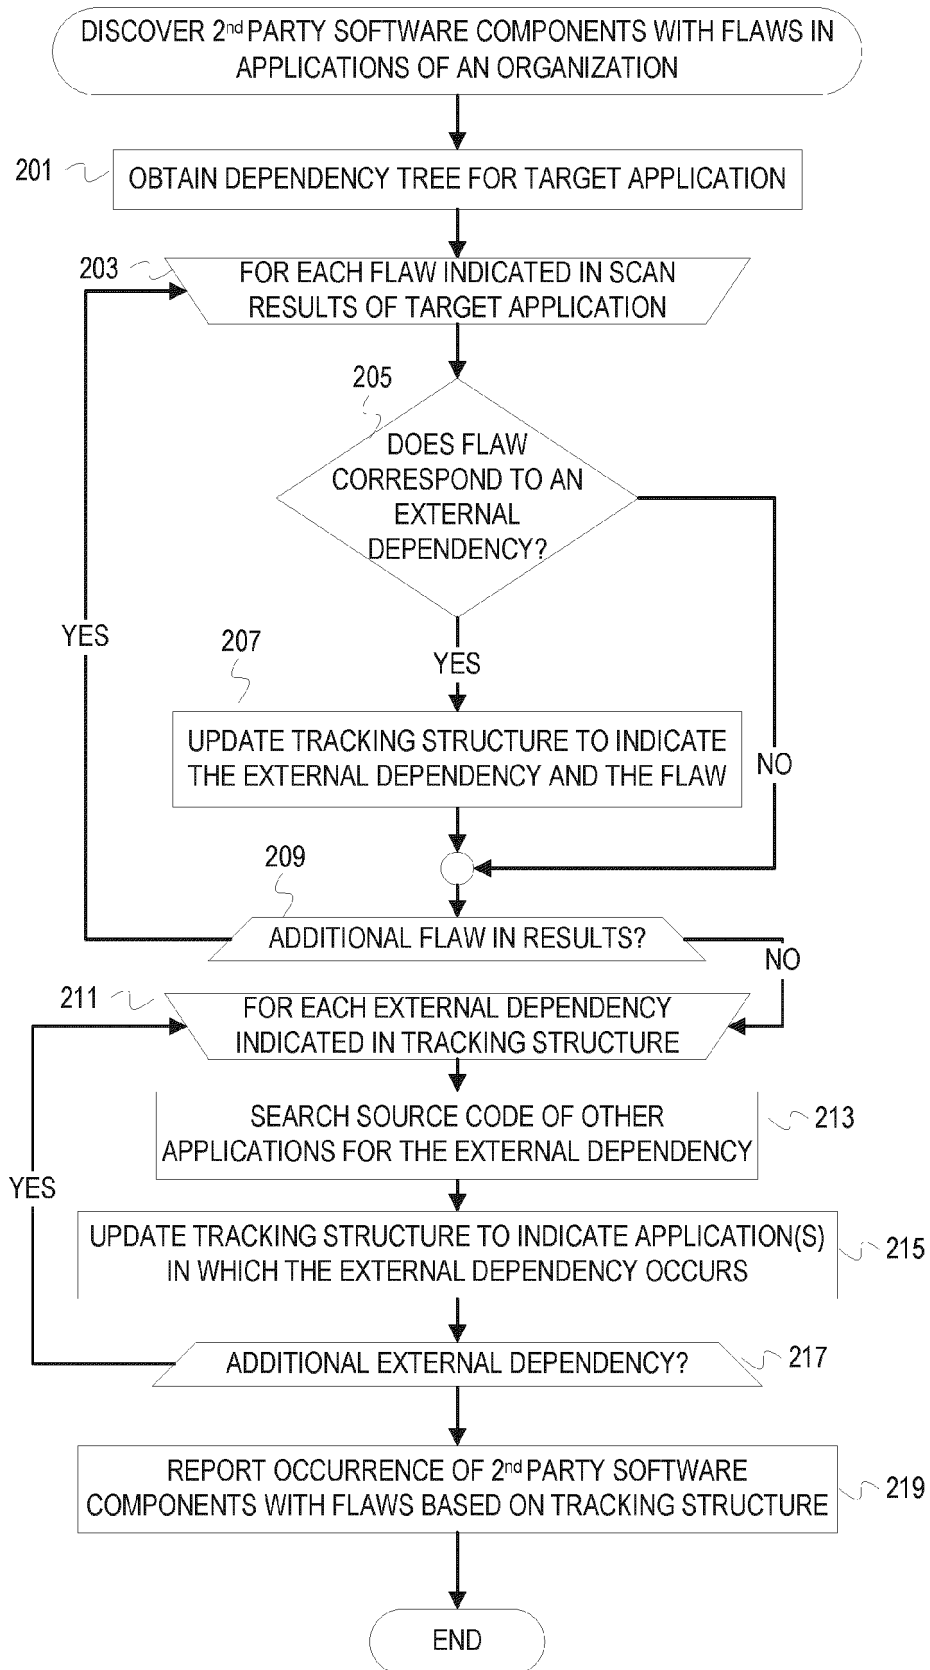 DISCOVER 2nd PARTY SOFTWARE COMPONENTS WITH FLAWS IN
APPLICATIONS OF AN ORGANIZATION
201
OBTAIN DEPENDENCY TREE FOR TARGET APPLICATION
203
FOR EACH FLAW INDICATED IN SCAN
RESULTS OF TARGET APPLICATION
205
DOES FLAW
CORRESPOND TO AN
EXTERNAL
DEPENDENCY?
YES
207
YES
UPDATE TRACKING STRUCTURE TO INDICATE
THE EXTERNAL DEPENDENCY AND THE FLAW
NO
209
ADDITIONAL FLAW IN RESULTS?
NO
211
FOR EACH EXTERNAL DEPENDENCY
INDICATED IN TRACKING STRUCTURE
SEARCH SOURCE CODE OF OTHER
APPLICATIONS FOR THE EXTERNAL DEPENDENCY
213
YES
UPDATE TRACKING STRUCTURE TO INDICATE APPLICATION(S)
IN WHICH THE EXTERNAL DEPENDENCY OCCURS
215
ADDITIONAL EXTERNAL DEPENDENCY?
217
REPORT OCCURRENCE OF 2nd PARTY SOFTWARE
COMPONENTS WITH FLAWS BASED ON TRACKING STRUCTURE
219
END